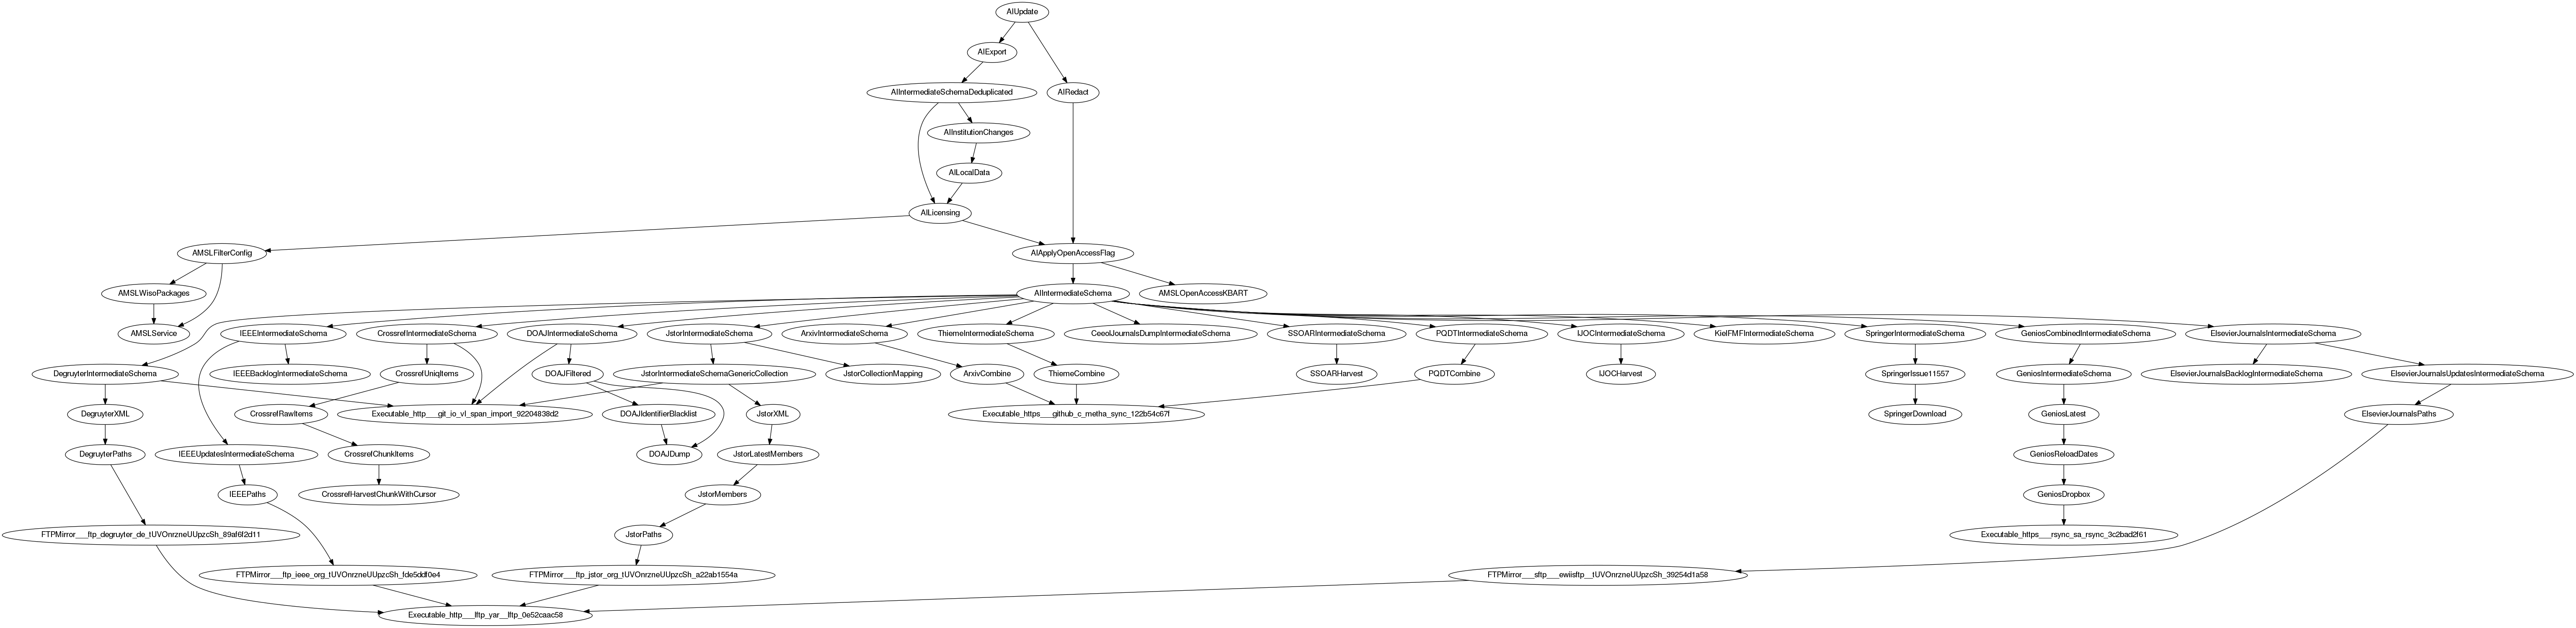 AIUpdate
AIExport
AIIntermediateSchemaDeduplicated
AIRedact
AIInstitutionChanges
AILocalData
AILicensing
AMSLFilterConfig
AIApplyOpenAccessFlag
AMSLWisoPackages
AIIntermediateSchema
AMSLOpenAccessKBART
AMSLService
IEEEIntermediateSchema
CrossrefIntermediateSchema
DOAJIntermediateSchema
JstorIntermediateSchema
ArxivIntermediateSchema
ThiemeIntermediateSchema
CeeolJournalsDumpIntermediateSchema
SSOARIntermediateSchema
PQDTIntermediateSchema
IJOCIntermediateSchema
KielFMFIntermediateSchema
SpringerIntermediateSchema
GeniosCombinedIntermediateSchema
ElsevierJournalsIntermediateSchema
DegruyterIntermediateSchema
IEEEBacklogIntermediateSchema
CrossrefUniqItems
DOAJFiltered
JstorIntermediateSchemaGenericCollection
JstorCollectionMapping
ArxivCombine
ThiemeCombine
SSOARHarvest
PQDTCombine
IJOCHarvest
SpringerIssue11557
GeniosIntermediateSchema
ElsevierJournalsBacklogIntermediateSchema
ElsevierJournalsUpdatesIntermediateSchema
DegruyterXML
CrossrefRawItems
Executable_http___git_io_vI_span_import_92204838d2
DOAJIdentifierBlacklist
JstorXML
Executable_https___github_c_metha_sync_122b54c67f
SpringerDownload
GeniosLatest
ElsevierJournalsPaths
DegruyterPaths
IEEEUpdatesIntermediateSchema
CrossrefChunkItems
DOAJDump
JstorLatestMembers
GeniosReloadDates
IEEEPaths
CrossrefHarvestChunkWithCursor
JstorMembers
GeniosDropbox
FTPMirror___ftp_degruyter_de_tUVOnrzneUUpzcSh_89af6f2d11
JstorPaths
Executable_https___rsync_sa_rsync_3c2bad2f61
FTPMirror___ftp_ieee_org_tUVOnrzneUUpzcSh_fde5ddf0e4
FTPMirror___ftp_jstor_org_tUVOnrzneUUpzcSh_a22ab1554a
FTPMirror___sftp___ewiisftp__tUVOnrzneUUpzcSh_39254d1a58
Executable_http___lftp_yar__lftp_0e52caac58